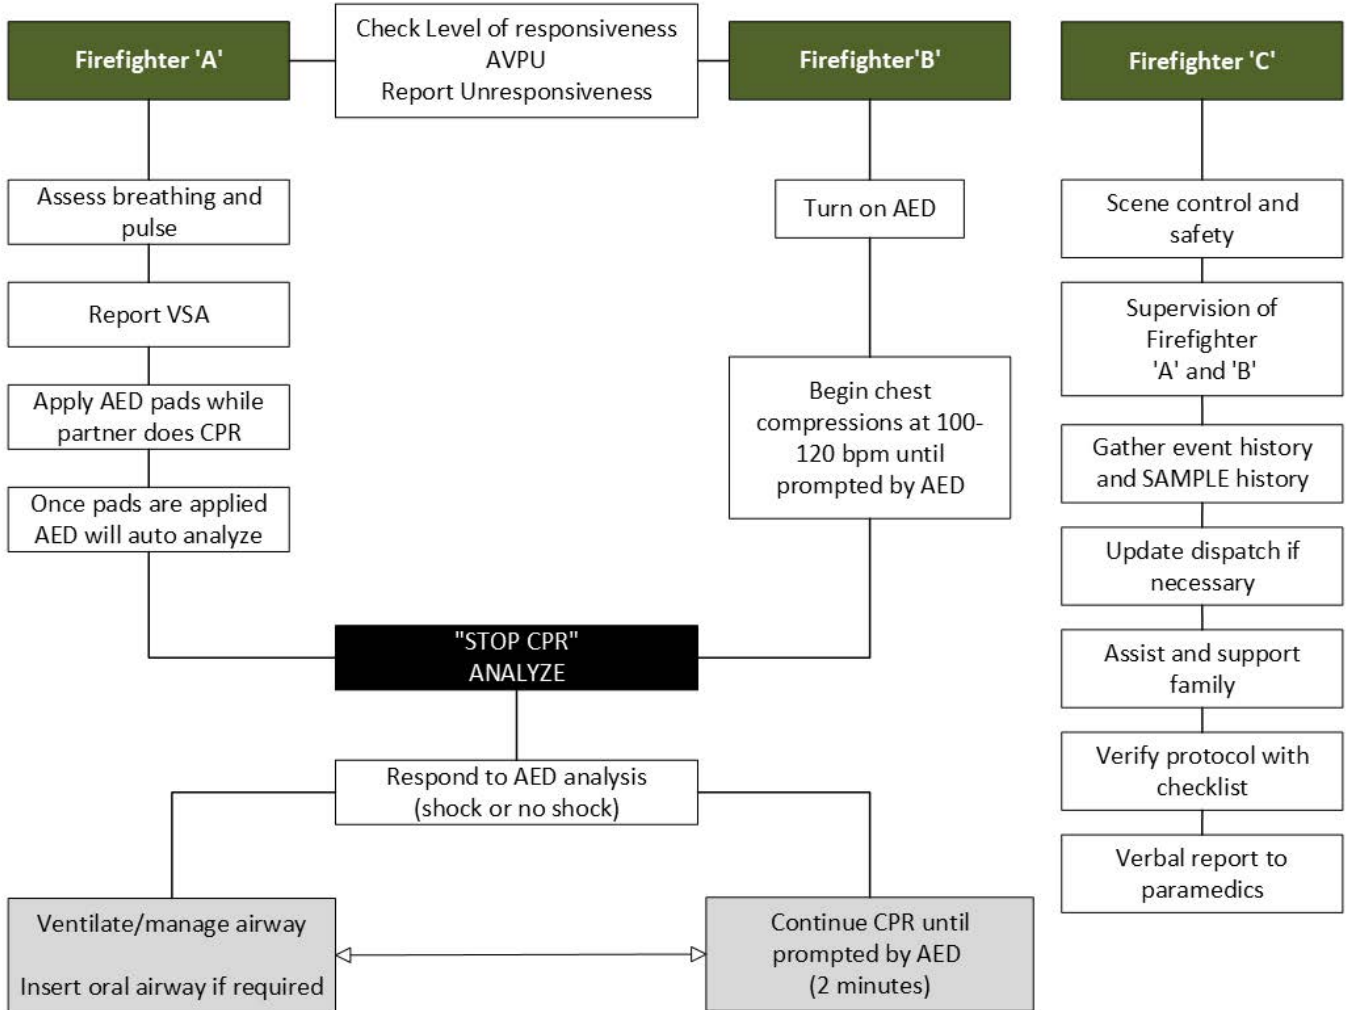 Firefighter 'A'
Check Level of responsiveness
AVPU
Report Unresponsiveness
Firefighter'B'
Firefighter 'C'
Assess breathing and
pulse
Report VSA
Apply AED pads while
partner does CPR
Once pads are applied
AED will auto analyze
Turn on AED
Begin chest
compressions at 100-
120 bpm until
prompted by AED
"STOP CPR"
ANALYZE
Respond to AED analysis
(shock or no shock)
Ventilate/manage airway
Insert oral airway if required
Continue CPR until
prompted by AED
(2 minutes)
Scene control and
safety
Supervision of
Firefighter
'A' and 'B'
Gather event history
and SAMPLE history
Update dispatch if
necessary
Assist and support
family
Verify protocol with
checklist
Verbal report to
paramedics